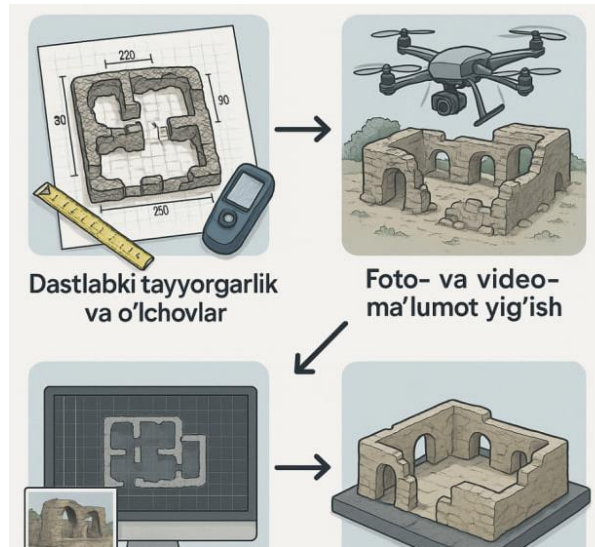 220
30
90
250
Dastlabki tayyorgarlik
va o‘lchovlar
Foto- va video-
ma’lumot yig‘ish